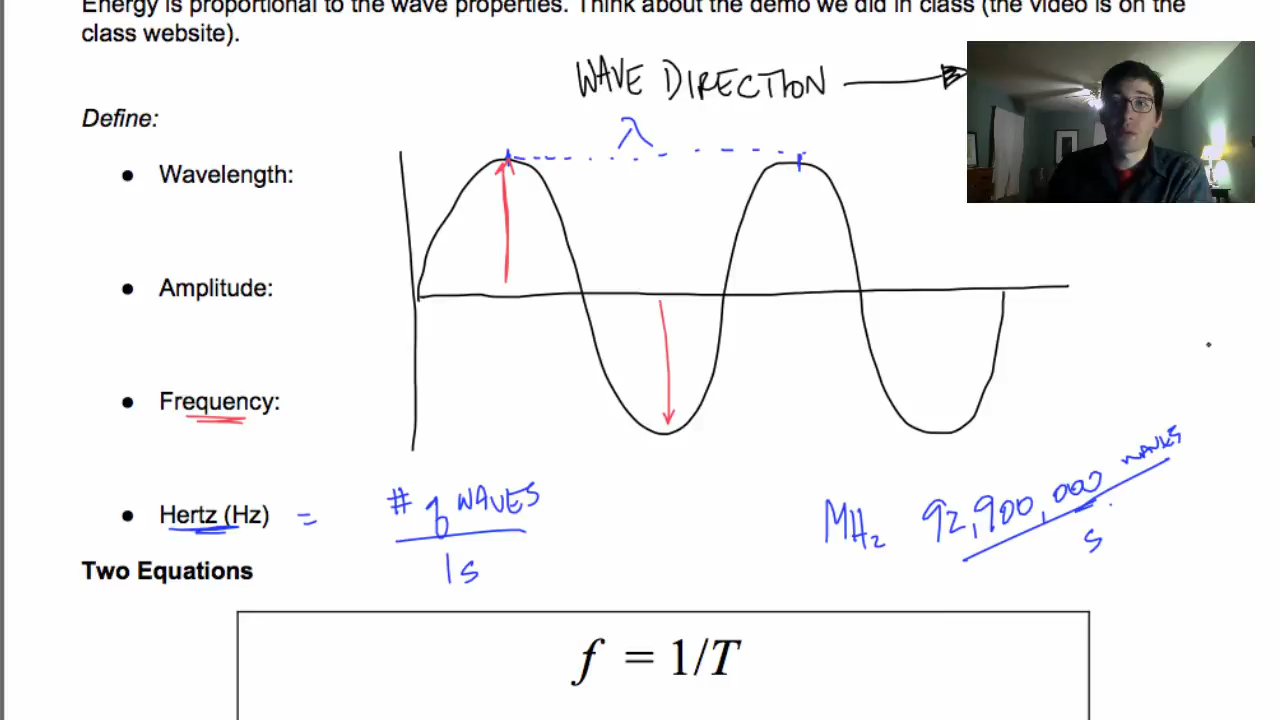 Energy is proportional to the wave properties. Think about the demo we did in class (the video is on the
class website).
WAVE DIRECTION
Define:
λ
● Wavelength:
● Amplitude:
● Frequency:
● Hertz (Hz) = # of WAVES
1s
MHz 92,900,000 WAVES
s
Two Equations
f = 1/T